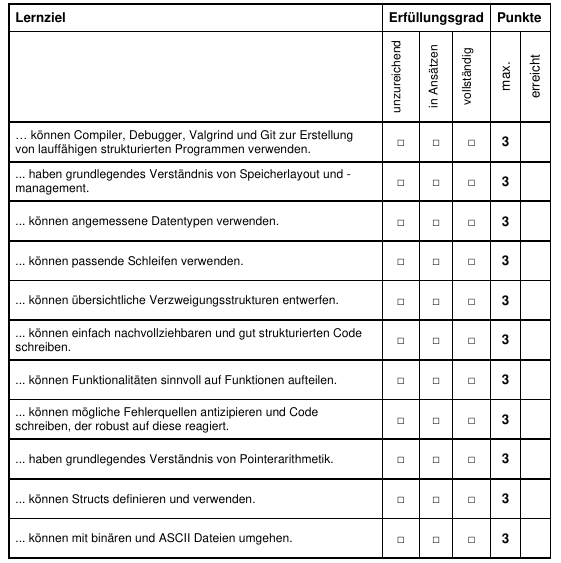 Lernziel Erfüllungsgrad Punkte
unzureichend in Ansätzen vollständig max. erreicht
… können Compiler, Debugger, Valgrind und Git zur Erstellung
von lauffähigen strukturierten Programmen verwenden. □ □ □ 3
... haben grundlegendes Verständnis von Speicherlayout und -
management. □ □ □ 3
... können angemessene Datentypen verwenden. □ □ □ 3
... können passende Schleifen verwenden. □ □ □ 3
... können übersichtliche Verzweigungsstrukturen entwerfen. □ □ □ 3
... können einfach nachvollziehbaren und gut strukturierten Code
schreiben. □ □ □ 3
... können Funktionalitäten sinnvoll auf Funktionen aufteilen. □ □ □ 3
... können mögliche Fehlerquellen antizipieren und Code
schreiben, der robust auf diese reagiert. □ □ □ 3
... haben grundlegendes Verständnis von Pointerarithmetik. □ □ □ 3
... können Structs definieren und verwenden. □ □ □ 3
... können mit binären und ASCII Dateien umgehen. □ □ □ 3